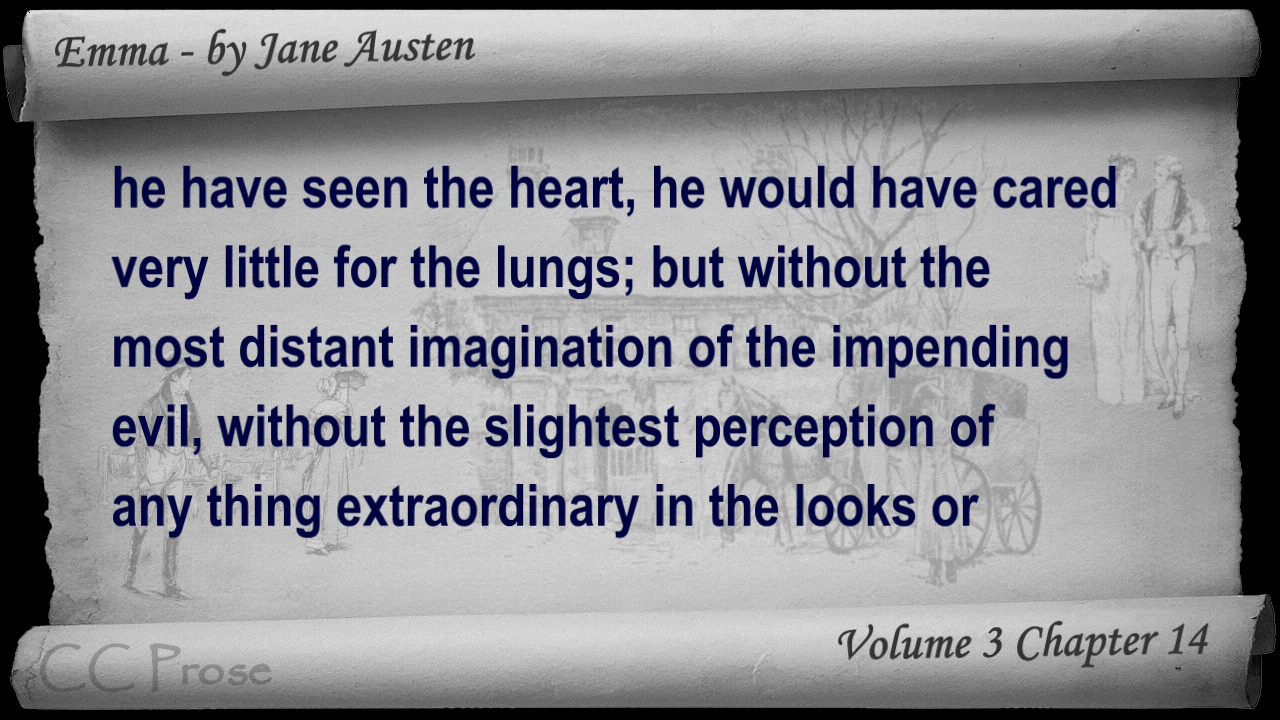 Emma - by Jane Austen
he have seen the heart, he would have cared
very little for the lungs; but without the
most distant imagination of the impending
evil, without the slightest perception of
any thing extraordinary in the looks or
Volume 3 Chapter 14
CC Prose